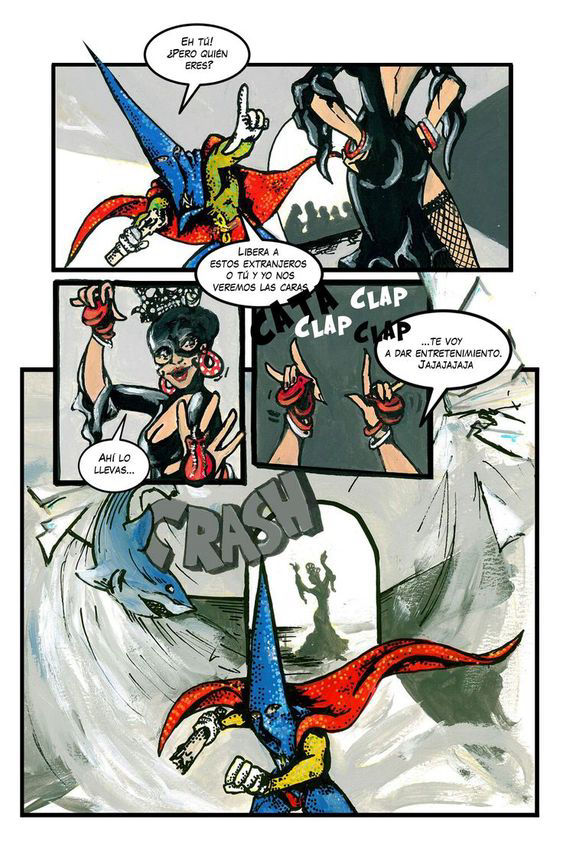 EH TÚ!
¿PERO QUIÉN
ERES?
LIBERA A
ESTOS EXTRANJEROS
O TÚ Y YO NOS
VEREMOS LAS CARAS
AHÍ LO
LLEVAS...
CATA CLAP
CLAP CLAP
...TE VOY
A DAR ENTRETENIMIENTO.
JAJAJAJAJA
CRASH